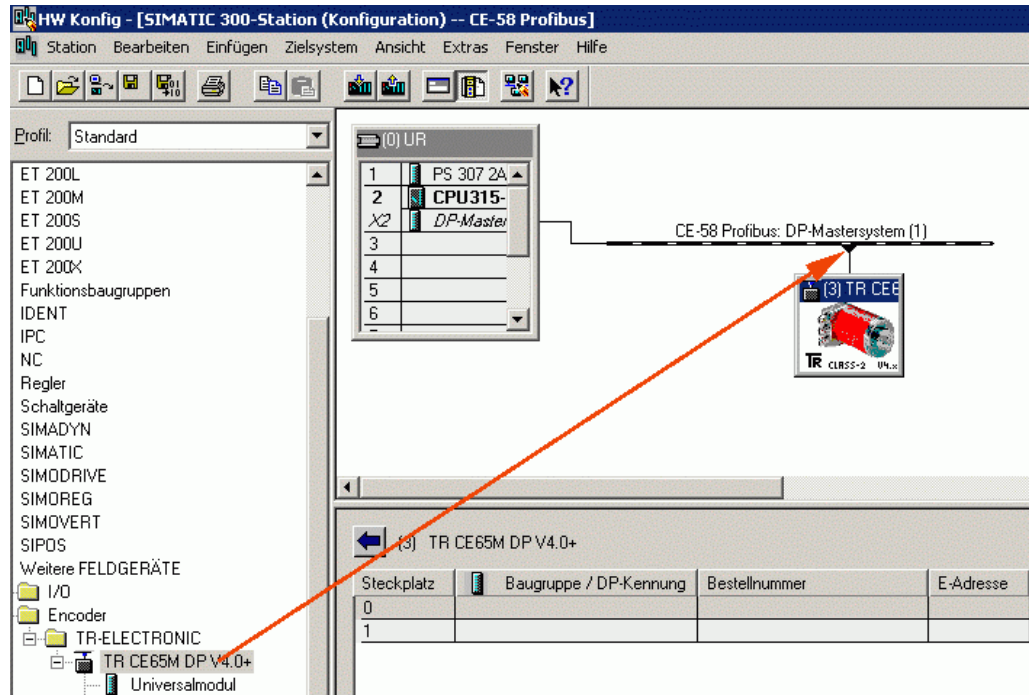 HW Konfig - [SIMATIC 300-Station (Konfiguration) -- CE-58 Profibus]
Station Bearbeiten Einfügen Zielsystem Ansicht Extras Fenster Hilfe
Profil: Standard
ET 200L
ET 200M
ET 200S
ET 200U
ET 200X
Funktionsbaugruppen
IDENT
IPC
NC
Regler
Schaltgeräte
SIMADYN
SIMATIC
SIMODRIVE
SIMOREG
SIMOVERT
SIPOS
Weitere FELDGERÄTE
I/O
Encoder
TR-ELECTRONIC
TR CE65M DP V4.0+
Universalmodul
(0) UR
1 PS 307 2A
2 CPU315-
X2 DP-Master
3
4
5
6
CE-58 Profibus: DP-Mastersystem (1)
(3) TR CE6
TR CLASS-2 V4.x
(3) TR CE65M DP V4.0+
Steckplatz Baugruppe / DP-Kennung Bestellnummer E-Adresse
0
1